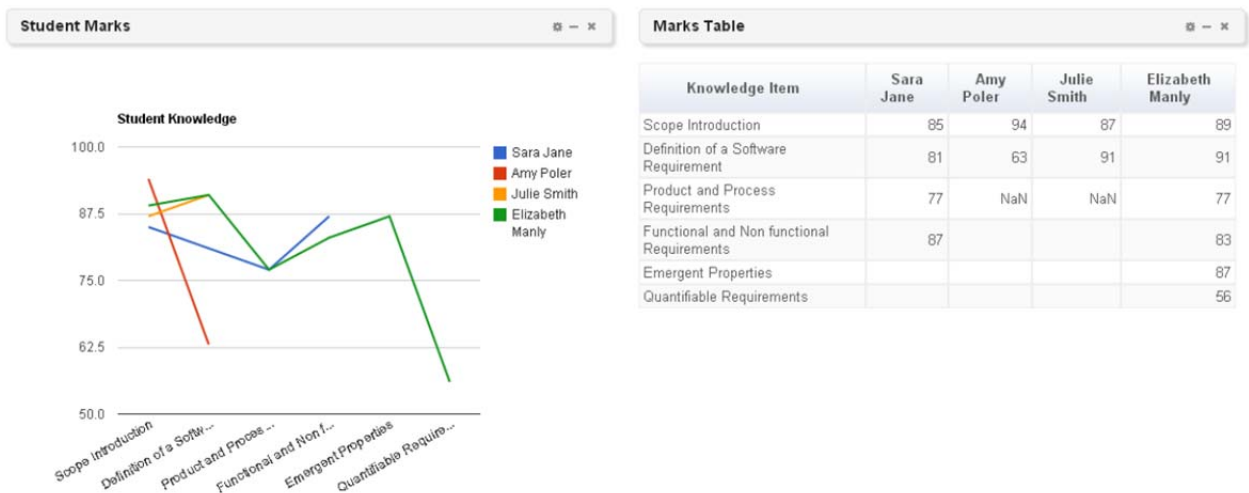 Student Marks
Student Knowledge
100.0
87.5
75.0
62.5
50.0
Scope Introduction
Definition of a Softw...
Product and Proces ...
Functional and Non f...
Emergent Properties
Quantifiable Require...
Sara Jane
Amy Poler
Julie Smith
Elizabeth
Manly
Marks Table
Knowledge Item Sara Jane Amy Poler Julie Smith Elizabeth Manly
Scope Introduction 85 94 87 89
Definition of a Software
Requirement 81 63 91 91
Product and Process
Requirements 77 NaN NaN 77
Functional and Non functional
Requirements 87 83
Emergent Properties 87
Quantifiable Requirements 56